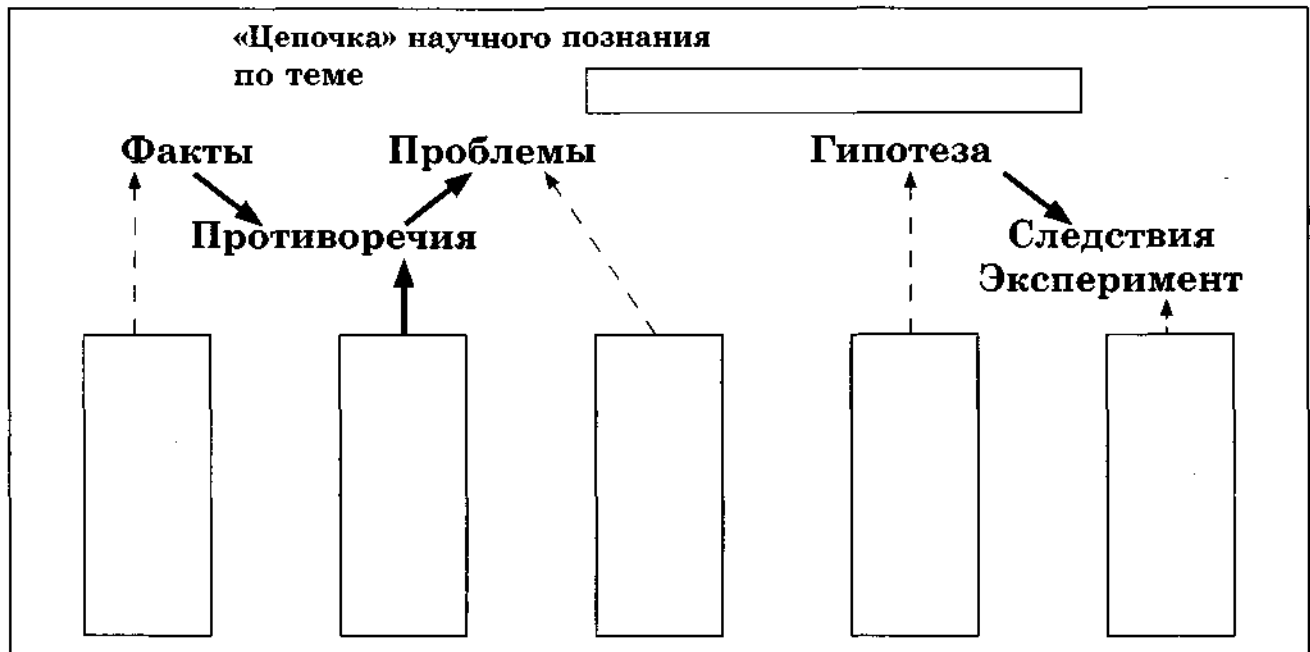 «Цепочка» научного познания
по теме
Факты
Проблемы
Гипотеза
Противоречия
Следствия
Эксперимент